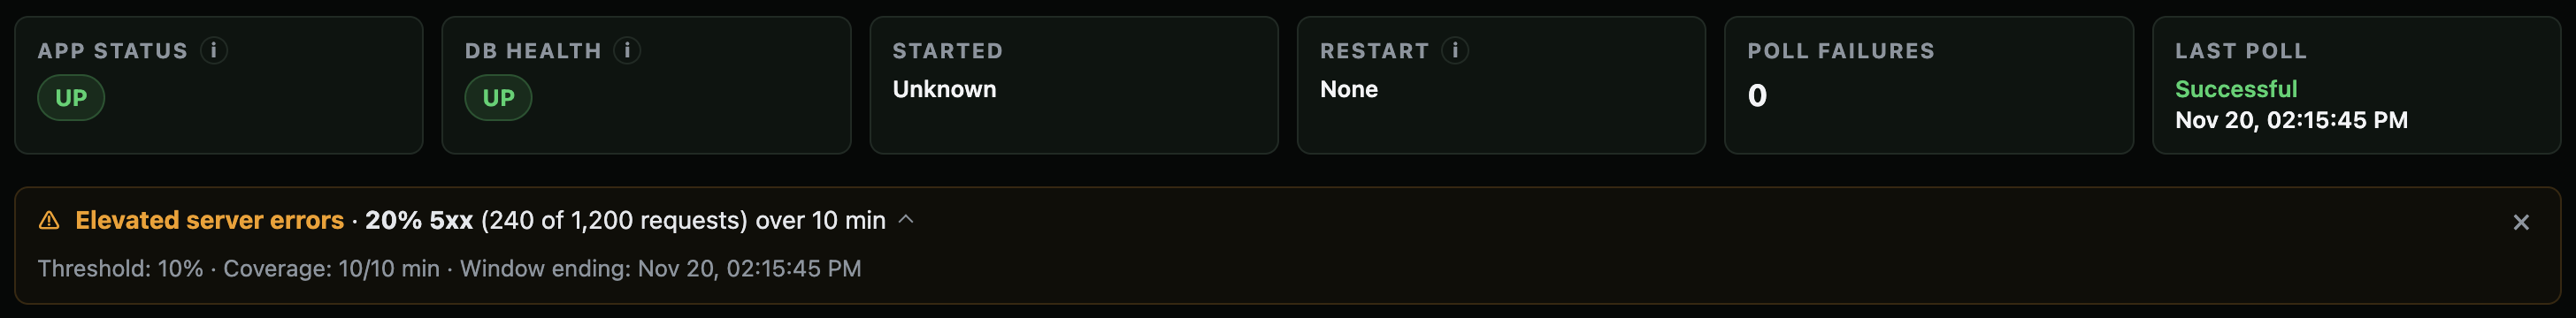 APP STATUS i
UP
DB HEALTH i
UP
STARTED
Unknown
RESTART i
None
POLL FAILURES
0
LAST POLL
Successful
Nov 20, 02:15:45 PM
Elevated server errors · 20% 5xx (240 of 1,200 requests) over 10 min
Threshold: 10% · Coverage: 10/10 min · Window ending: Nov 20, 02:15:45 PM